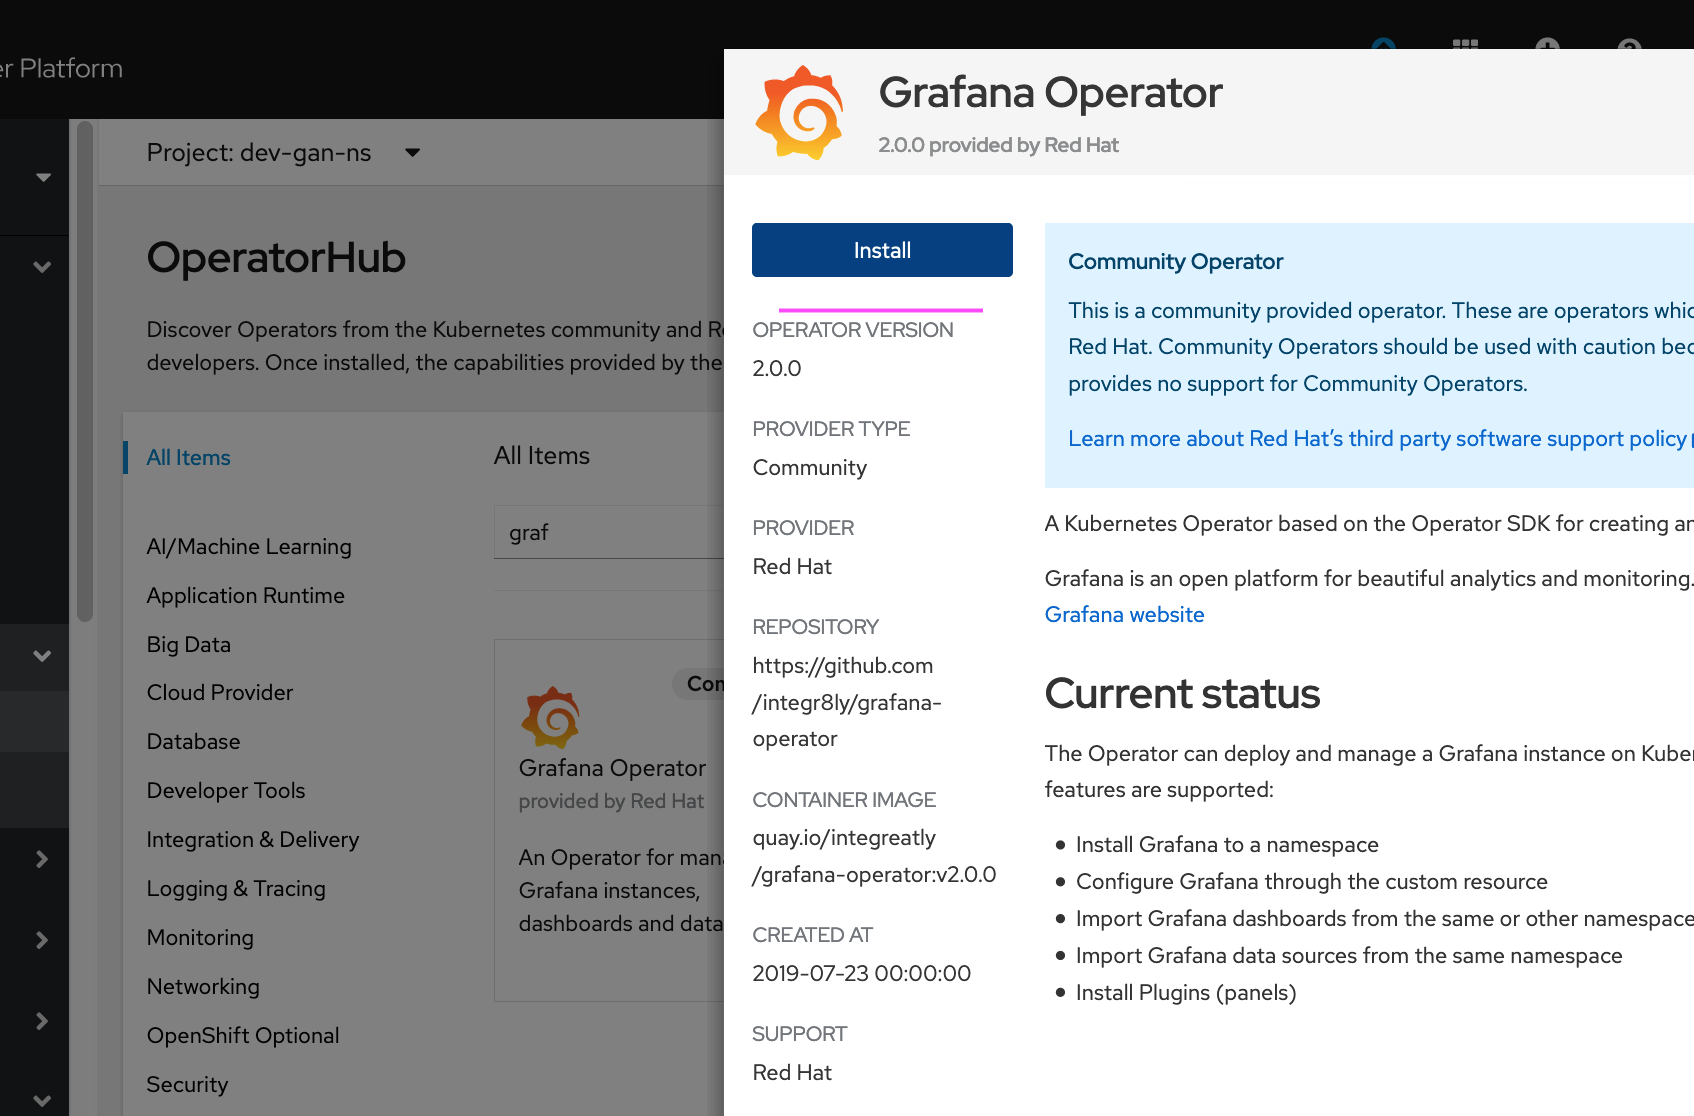 Platform
Project: dev-gan-ns
OperatorHub
Discover Operators from the Kubernetes community and
developers. Once installed, the capabilities provided by the
All Items
AI/Machine Learning
Application Runtime
Big Data
Cloud Provider
Database
Developer Tools
Integration & Delivery
Logging & Tracing
Monitoring
Networking
OpenShift Optional
Security
All Items
graf
Grafana Operator
provided by Red Hat
An Operator for
Grafana instances,
dashboards and data
Grafana Operator
2.0.0 provided by Red Hat
Install
OPERATOR VERSION
2.0.0
PROVIDER TYPE
Community
PROVIDER
Red Hat
REPOSITORY
https://github.com
/integr8ly/grafana-
operator
CONTAINER IMAGE
quay.io/integreatly
/grafana-operator:v2.0.0
CREATED AT
2019-07-23 00:00:00
SUPPORT
Red Hat
Community Operator
This is a community provided operator. These are operators
Red Hat. Community Operators should be used with caution
provides no support for Community Operators.
Learn more about Red Hat's third party software support policy
A Kubernetes Operator based on the Operator SDK for creating
Grafana is an open platform for beautiful analytics and monitoring.
Grafana website
Current status
The Operator can deploy and manage a Grafana instance on
features are supported:
Install Grafana to a namespace
Configure Grafana through the custom resource
Import Grafana dashboards from the same or other namespace
Import Grafana data sources from the same namespace
Install Plugins (panels)